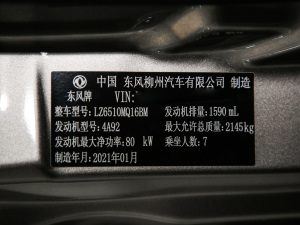 中国 东风柳州汽车有限公司 制造
东风牌 VIN:
整车型号: LZ6510MQ16BM 发动机排量: 1590 mL
发动机型号: 4A92 最大允许总质量: 2145kg
发动机最大净功率: 80 kW 乘坐人数: 7
制造年月: 2021年01月